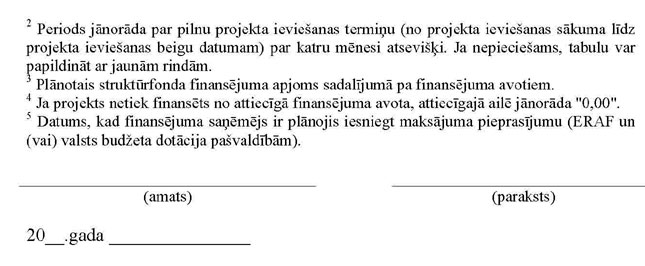 ² Periods jānorāda par pilnu projekta ieviešanas termiņu (no projekta ieviešanas sākuma līdz
projekta ieviešanas beigu datumam) par katru mēnesi atsevišķi. Ja nepieciešams, tabulu var
papildināt ar jaunām rindām.
³ Plānotais struktūrfonda finansējuma apjoms sadalījumā pa finansējuma avotiem.
⁴ Ja projekts netiek finansēts no attiecīgā finansējuma avota, attiecīgajā ailē jānorāda "0,00".
⁵ Datums, kad finansējuma saņēmējs ir plānojis iesniegt maksājuma pieprasījumu (ERAF un
(vai) valsts budžeta dotācija pašvaldībām).
(amats) (paraksts)
20__.gada _______________